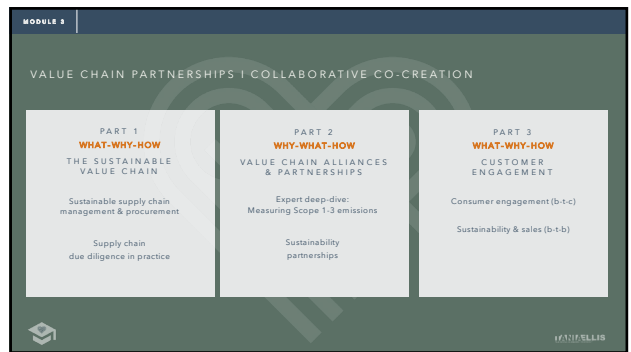 MODULE 3
VALUE CHAIN PARTNERSHIPS I COLLABORATIVE CO-CREATION
PART 1
WHAT-WHY-HOW
THE SUSTAINABLE
VALUE CHAIN
Sustainable supply chain
management & procurement
Supply chain
due diligence in practice
PART 2
WHY-WHAT-HOW
VALUE CHAIN ALLIANCES
& PARTNERSHIPS
Expert deep-dive:
Measuring Scope 1-3 emissions
Sustainability
partnerships
PART 3
WHAT-WHY-HOW
CUSTOMER
ENGAGEMENT
Consumer engagement (b-t-c)
Sustainability & sales (b-t-b)
TANIAELLIS